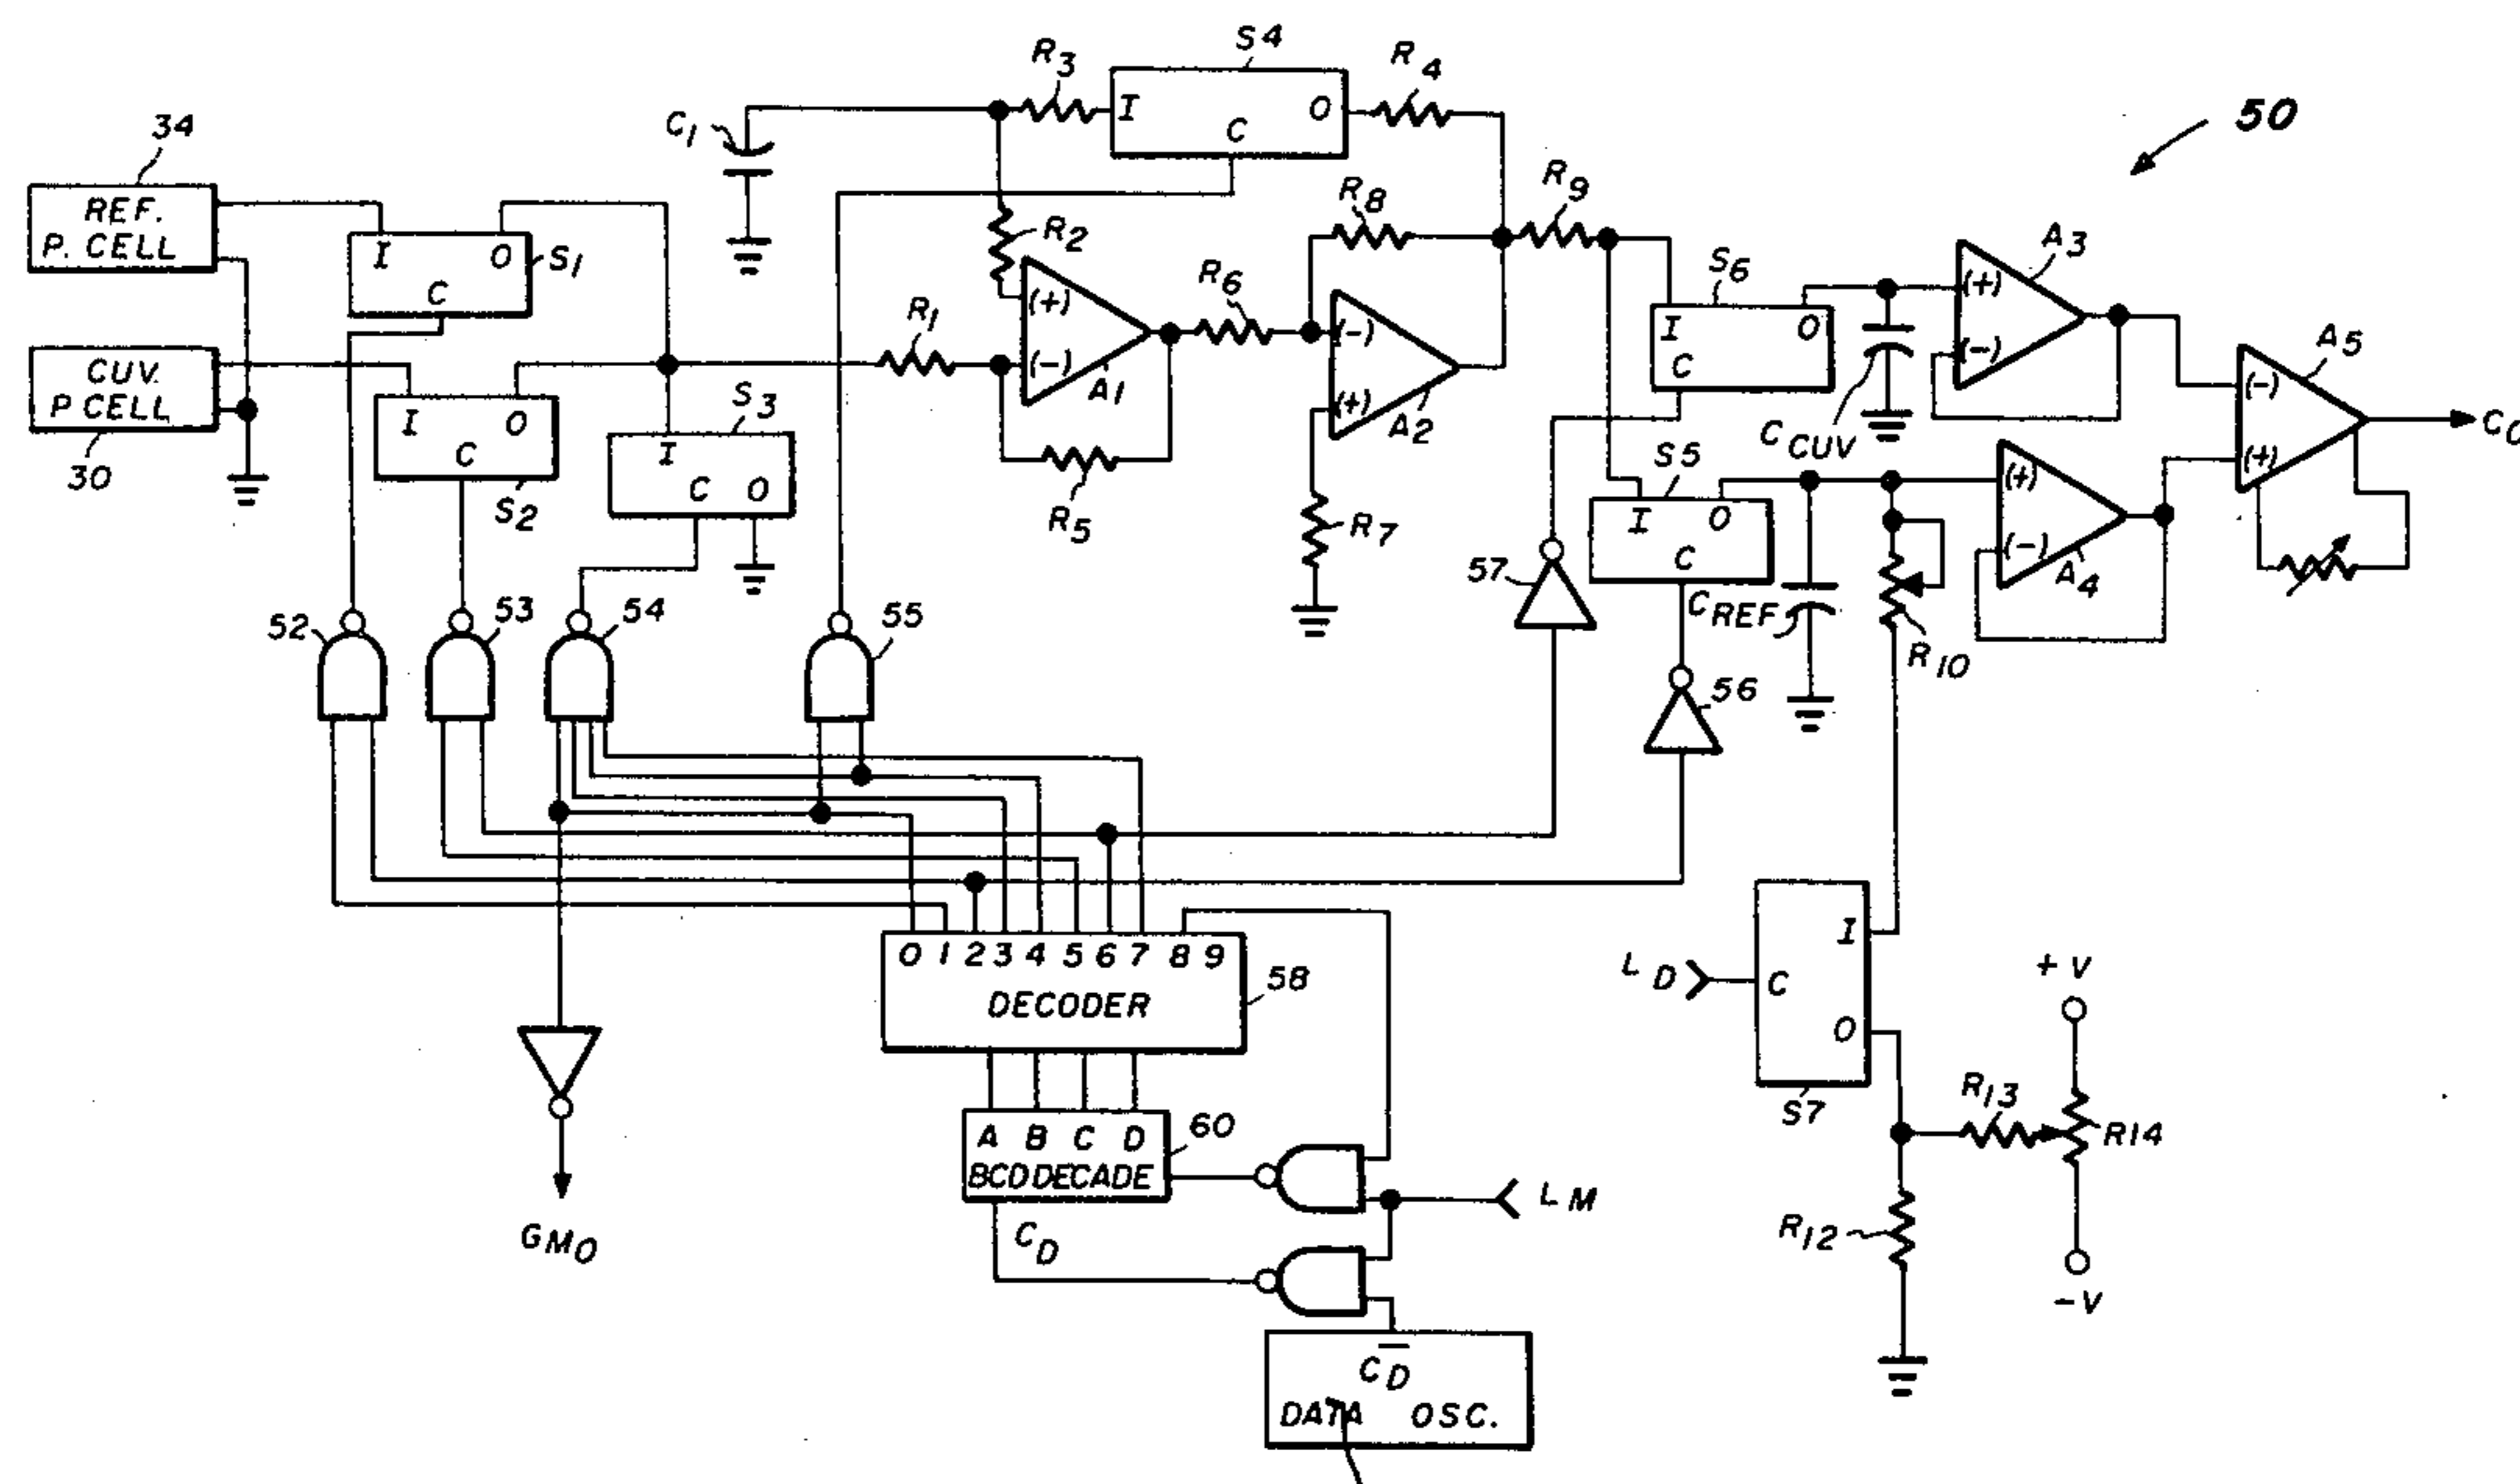 50
34
REF.
P. CELL
I
O
S1
C
CUV.
P CELL
30
I
O
C
S2
S3
I
C
O
C1
R3
S4
I
O
C
R4
R2
R1
(+)
(-)
A1
R5
R6
R8
R9
(-)
(+)
A2
R7
S6
I
O
C
C CUV
A3
(+)
(-)
A5
(-)
(+)
S5
I
O
C
C REF
(+)
(-)
A4
R10
57
56
52
53
54
55
0 1 2 3 4 5 6 7 8 9
DECODER
58
A B C D
BCD DECADE
60
CD
LM
GMO
CD
DATA OSC.
LD
C
I
O
S7
+V
R13
R14
R12
-V